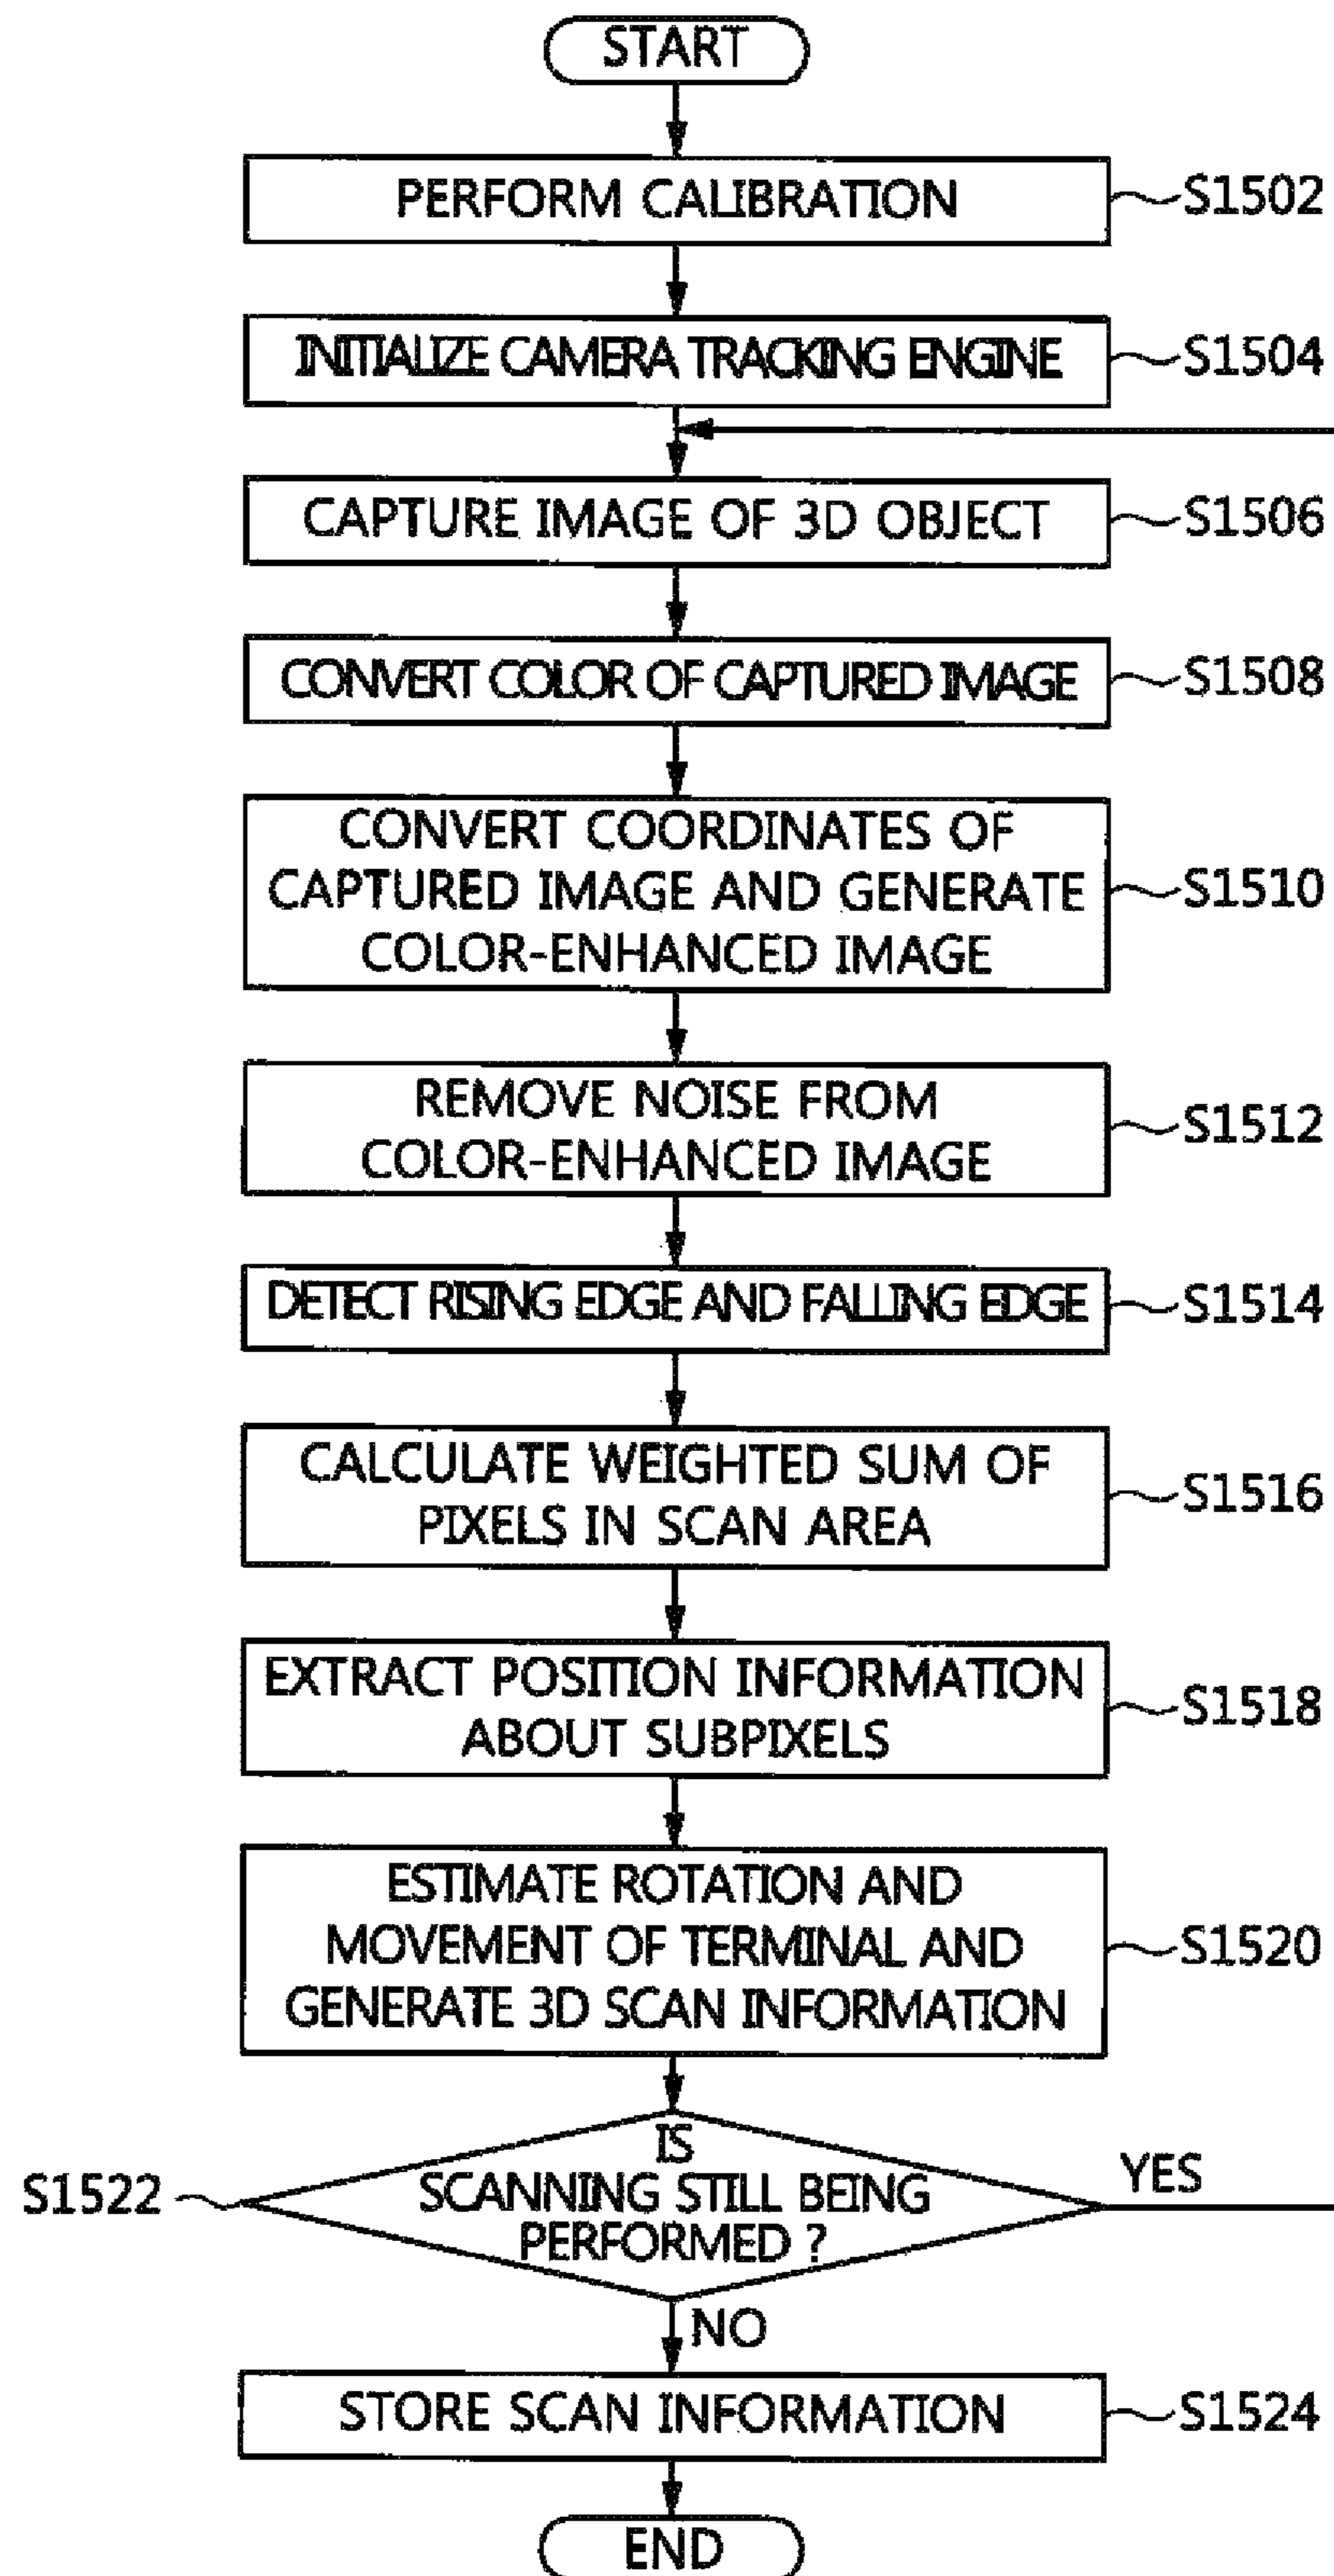 START
PERFORM CALIBRATION
S1502
INITIALIZE CAMERA TRACKING ENGINE
S1504
CAPTURE IMAGE OF 3D OBJECT
S1506
CONVERT COLOR OF CAPTURED IMAGE
S1508
CONVERT COORDINATES OF
CAPTURED IMAGE AND GENERATE
COLOR-ENHANCED IMAGE
S1510
REMOVE NOISE FROM
COLOR-ENHANCED IMAGE
S1512
DETECT RISING EDGE AND FALLING EDGE
S1514
CALCULATE WEIGHTED SUM OF
PIXELS IN SCAN AREA
S1516
EXTRACT POSITION INFORMATION
ABOUT SUBPIXELS
S1518
ESTIMATE ROTATION AND
MOVEMENT OF TERMINAL AND
GENERATE 3D SCAN INFORMATION
S1520
S1522
IS
SCANNING STILL BEING
PERFORMED ?
YES
NO
STORE SCAN INFORMATION
S1524
END